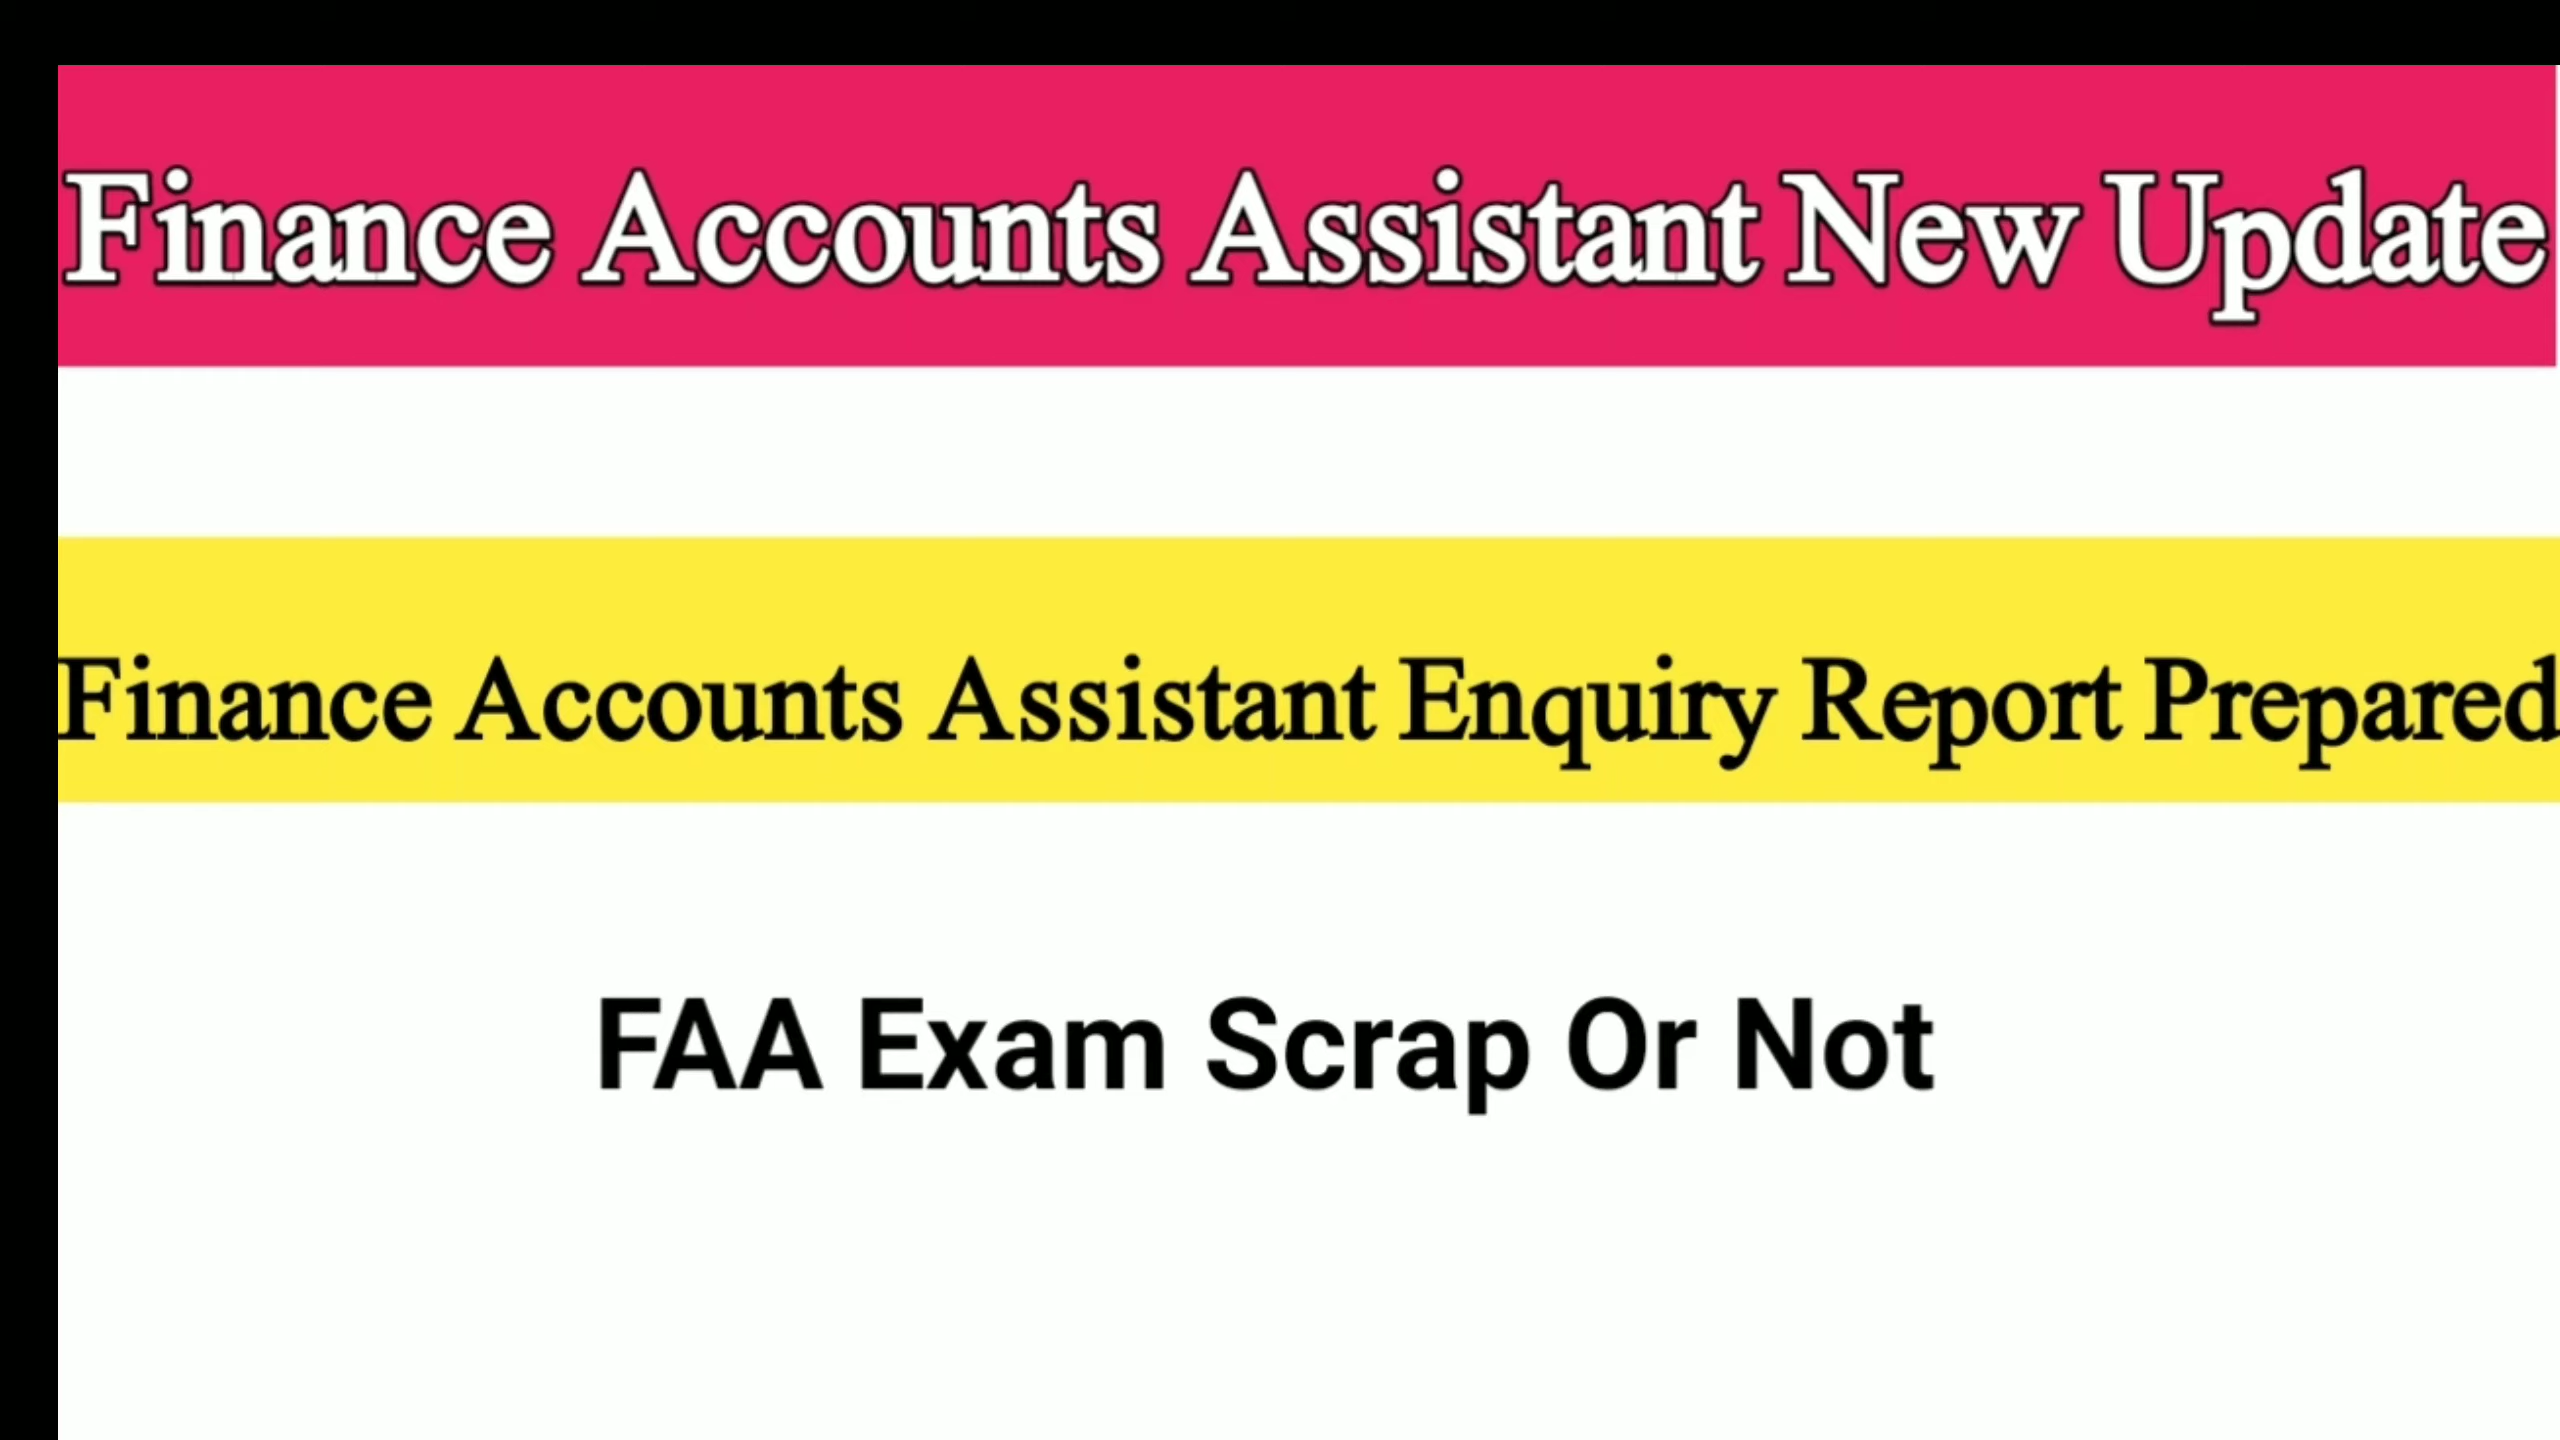 Finance Accounts Assistant New Update
Finance Accounts Assistant Enquiry Report Prepared
FAA Exam Scrap Or Not